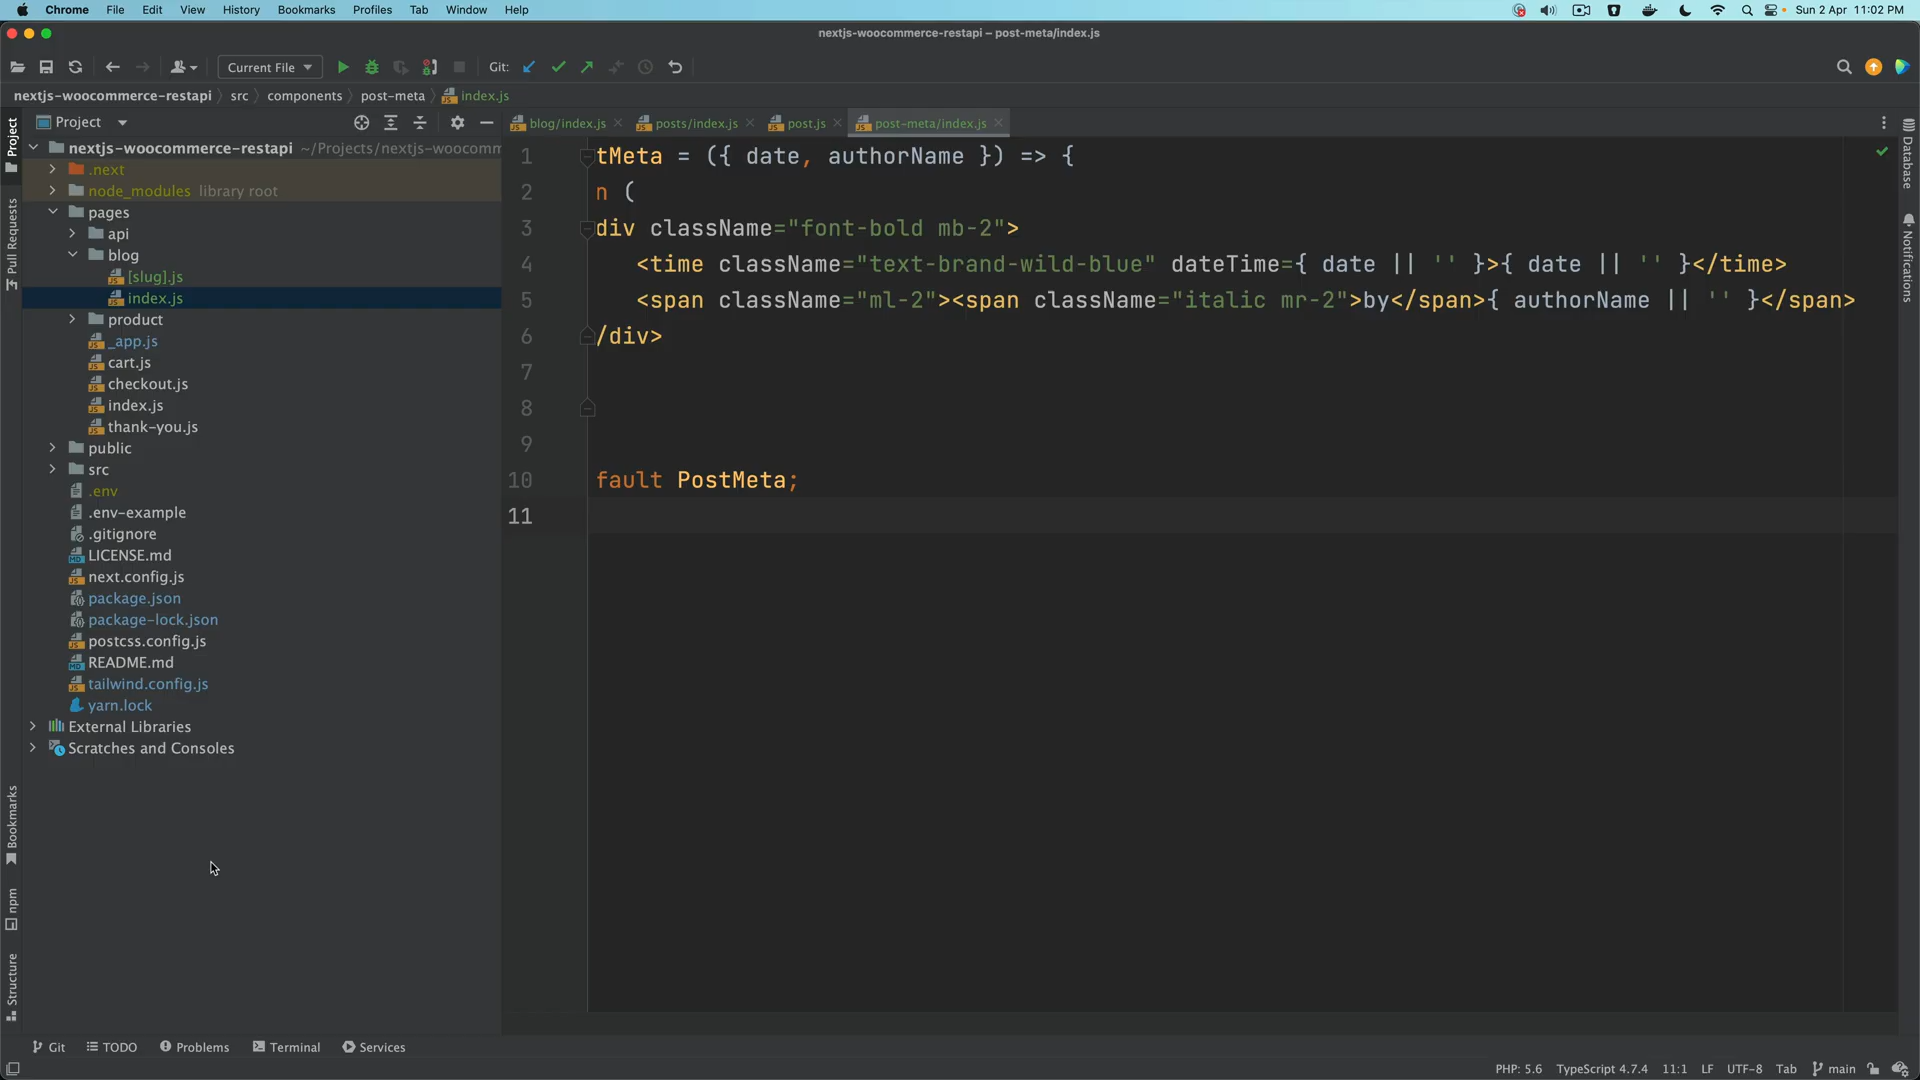 Chrome File Edit View History Bookmarks Profiles Tab Window Help Sun 2 Apr 11:02 PM
nextjs-woocommerce-restapi – post-meta/index.js
Current File Git:
nextjs-woocommerce-restapi src components post-meta index.js
Project
blog/index.js posts/index.js post.js post-meta/index.js
nextjs-woocommerce-restapi ~/Projects/nextjs-woocomm
.next
node_modules library root
pages
api
blog
[slug].js
index.js
product
_app.js
cart.js
checkout.js
index.js
thank-you.js
public
src
.env
.env-example
.gitignore
LICENSE.md
next.config.js
package.json
package-lock.json
postcss.config.js
README.md
tailwind.config.js
yarn.lock
External Libraries
Scratches and Consoles
1 tMeta = ({ date, authorName }) => {
2 n (
3 div className="font-bold mb-2">
4 <time className="text-brand-wild-blue" dateTime={ date || '' }>{ date || '' }</time>
5 <span className="ml-2"><span className="italic mr-2">by</span>{ authorName || '' }</span>
6 /div>
7
8
9
10 fault PostMeta;
11
Project
Pull Requests
Bookmarks
npm
Structure
Database
Notifications
Git TODO Problems Terminal Services
PHP: 5.6 TypeScript 4.7.4 11:1 LF UTF-8 Tab main